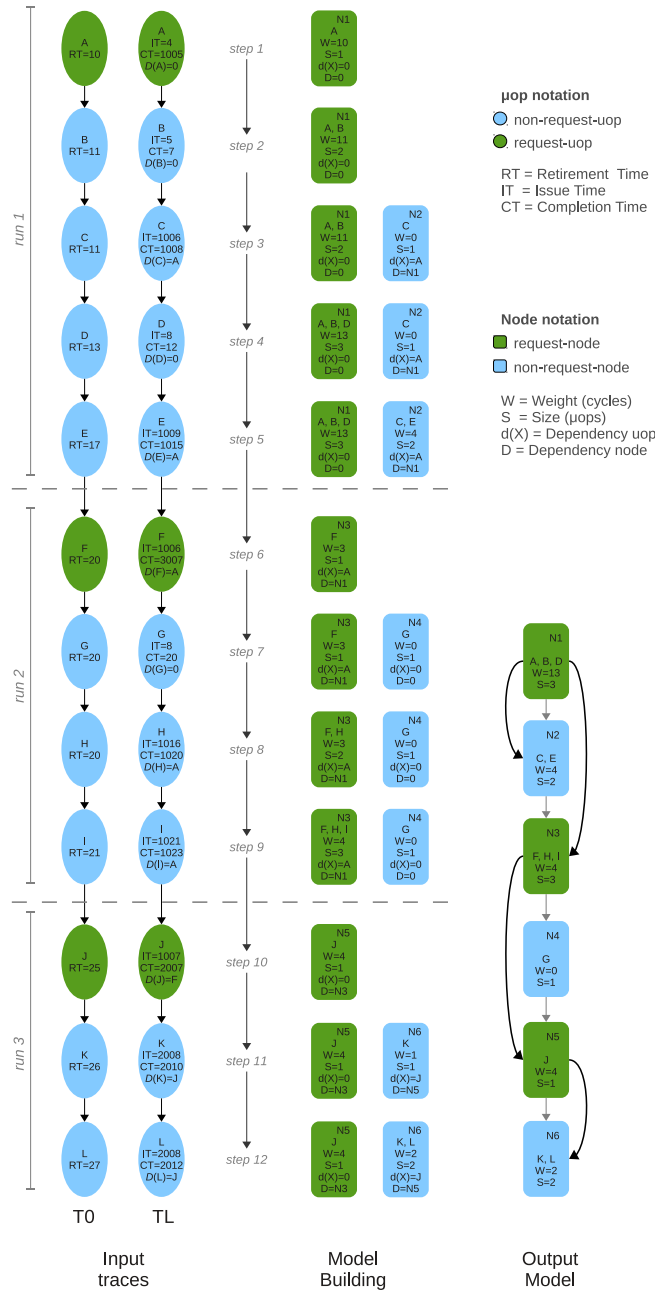 run 1
A
RT=10
A
IT=4
CT=1005
D(A)=0
step 1
N1
A
W=10
S=1
d(X)=0
D=0
B
RT=11
B
IT=5
CT=7
D(B)=0
step 2
N1
A, B
W=11
S=2
d(X)=0
D=0
C
RT=11
C
IT=1006
CT=1008
D(C)=A
step 3
N1
A, B
W=11
S=2
d(X)=0
D=0
N2
C
W=0
S=1
d(X)=A
D=N1
D
RT=13
D
IT=8
CT=12
D(D)=0
step 4
N1
A, B, D
W=13
S=3
d(X)=0
D=0
N2
C
W=0
S=1
d(X)=A
D=N1
E
RT=17
E
IT=1009
CT=1015
D(E)=A
step 5
N1
A, B, D
W=13
S=3
d(X)=0
D=0
N2
C, E
W=4
S=2
d(X)=A
D=N1
run 2
F
RT=20
F
IT=1006
CT=3007
D(F)=A
step 6
N3
F
W=3
S=1
d(X)=A
D=N1
G
RT=20
G
IT=8
CT=20
D(G)=0
step 7
N3
F
W=3
S=1
d(X)=A
D=N1
N4
G
W=0
S=1
d(X)=0
D=0
H
RT=20
H
IT=1016
CT=1020
D(H)=A
step 8
N3
F, H
W=3
S=2
d(X)=A
D=N1
N4
G
W=0
S=1
d(X)=0
D=0
I
RT=21
I
IT=1021
CT=1023
D(I)=A
step 9
N3
F, H, I
W=4
S=3
d(X)=A
D=N1
N4
G
W=0
S=1
d(X)=0
D=0
run 3
J
RT=25
J
IT=1007
CT=2007
D(J)=F
step 10
N5
J
W=4
S=1
d(X)=0
D=N3
K
RT=26
K
IT=2008
CT=2010
D(K)=J
step 11
N5
J
W=4
S=1
d(X)=0
D=N3
N6
K
W=1
S=1
d(X)=J
D=N5
L
RT=27
L
IT=2008
CT=2012
D(L)=J
step 12
N5
J
W=4
S=1
d(X)=0
D=N3
N6
K, L
W=2
S=2
d(X)=J
D=N5
T0
TL
Input
traces
Model
Building
µop notation
non-request-uop
request-uop
RT = Retirement Time
IT = Issue Time
CT = Completion Time
Node notation
request-node
non-request-node
W = Weight (cycles)
S = Size (µops)
d(X) = Dependency uop
D = Dependency node
N1
A, B, D
W=13
S=3
N2
C, E
W=4
S=2
N3
F, H, I
W=4
S=3
N4
G
W=0
S=1
N5
J
W=4
S=1
N6
K, L
W=2
S=2
Output
Model